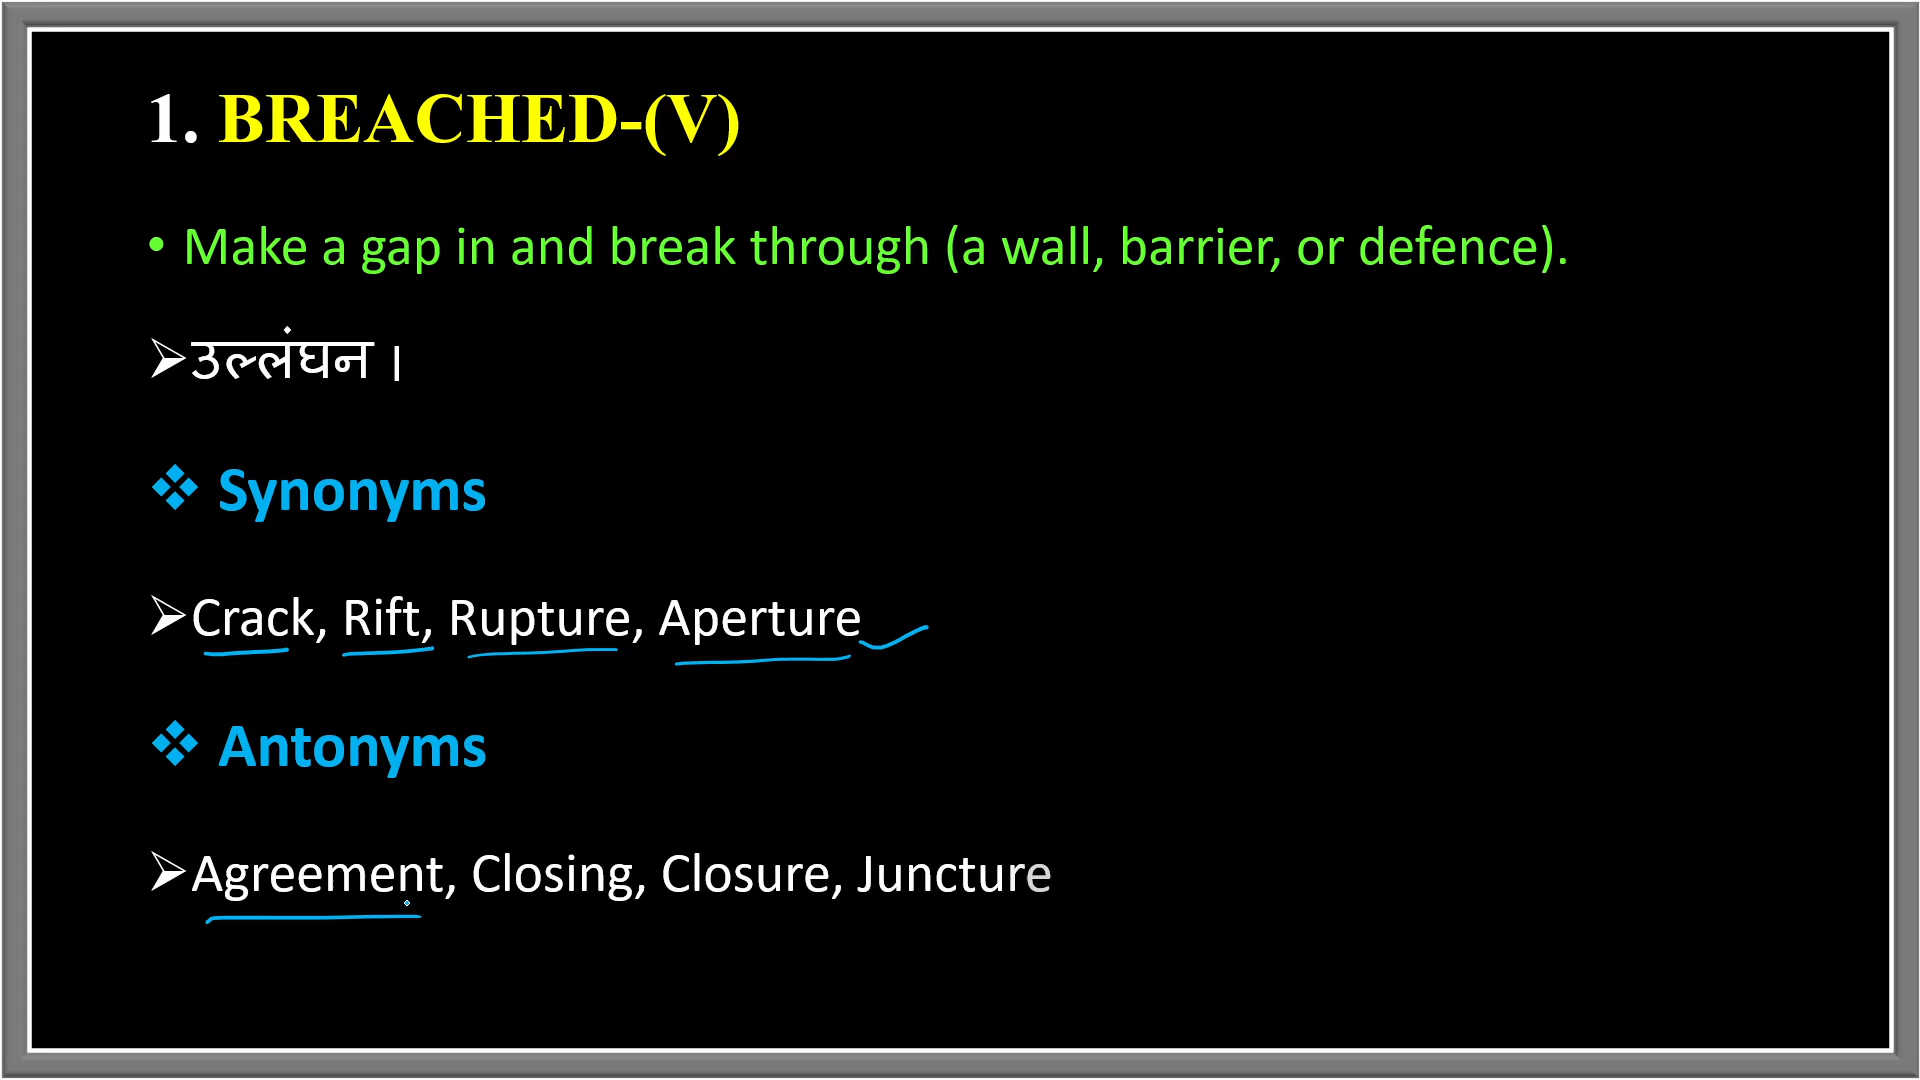 1. BREACHED-(V)
• Make a gap in and break through (a wall, barrier, or defence).
➢उल्लंघन ।
❖ Synonyms
➢Crack, Rift, Rupture, Aperture
❖ Antonyms
➢Agreement, Closing, Closure, Juncture